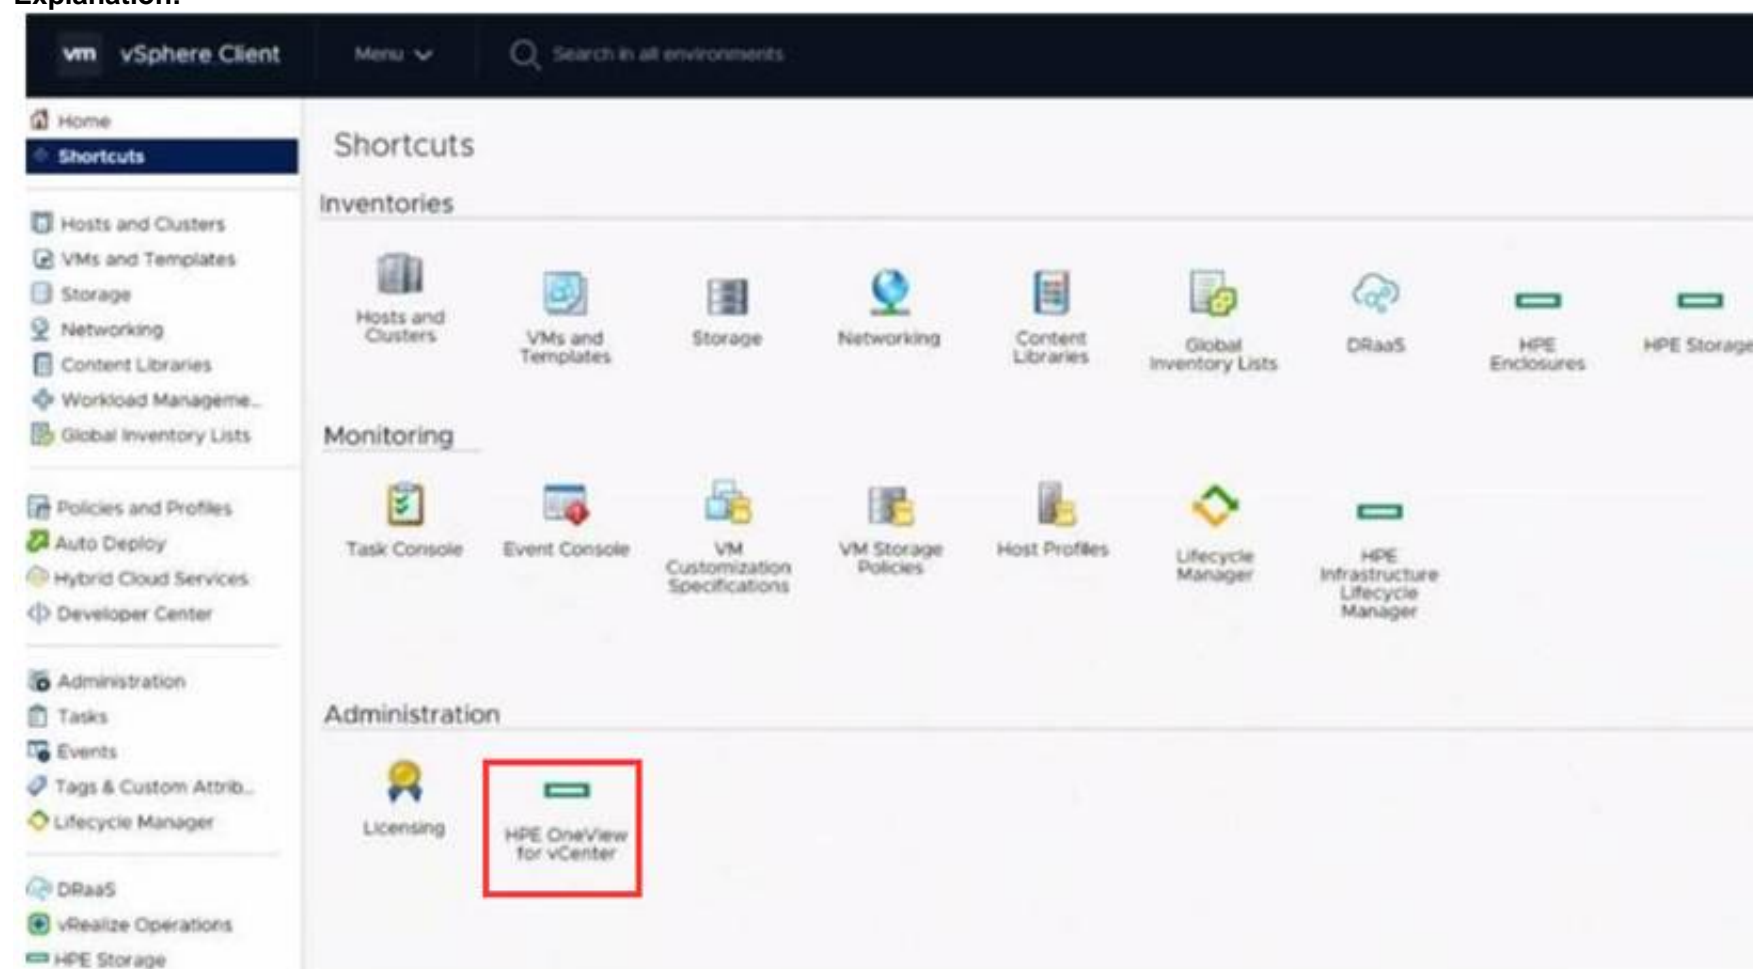 Explanation:
vm vSphere Client Menu Search in all environments
Home
Shortcuts
Hosts and Clusters
VMs and Templates
Storage
Networking
Content Libraries
Workload Manageme...
Global Inventory Lists
Policies and Profiles
Auto Deploy
Hybrid Cloud Services
Developer Center
Administration
Tasks
Events
Tags & Custom Attrib...
Lifecycle Manager
DRaaS
vRealize Operations
HPE Storage
Shortcuts
Inventories
Hosts and
Clusters
VMs and
Templates
Storage
Networking
Content
Libraries
Global
Inventory Lists
DRaaS
HPE
Enclosures
HPE Storage
Monitoring
Task Console
Event Console
VM
Customization
Specifications
VM Storage
Policies
Host Profiles
Lifecycle
Manager
HPE
Infrastructure
Lifecycle
Manager
Administration
Licensing
HPE OneView
for vCenter